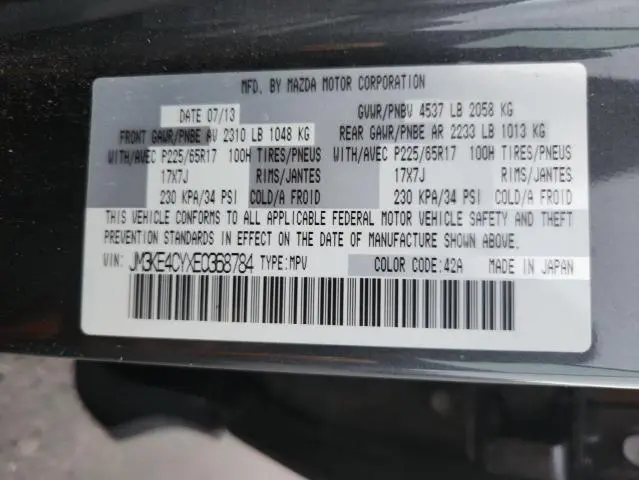 MFD. BY MAZDA MOTOR CORPORATION
DATE 07/13 GVWR/PNBV 4537 LB 2058 KG
FRONT GAWR/PNBE AV 2310 LB 1048 KG REAR GAWR/PNBE AR 2233 LB 1013 KG
WITH/AVEC P225/65R17 100H TIRES/PNEUS WITH/AVEC P225/65R17 100H TIRES/PNEUS
17X7J RIMS/JANTES 17X7J RIMS/JANTES
230 KPA/34 PSI COLD/A FROID 230 KPA/34 PSI COLD/A FROID
THIS VEHICLE CONFORMS TO ALL APPLICABLE FEDERAL MOTOR VEHICLE SAFETY AND THEFT
PREVENTION STANDARDS IN EFFECT ON THE DATE OF MANUFACTURE SHOWN ABOVE.
VIN: JM3KE4CYXE0368784 TYPE:MPV COLOR CODE:42A MADE IN JAPAN